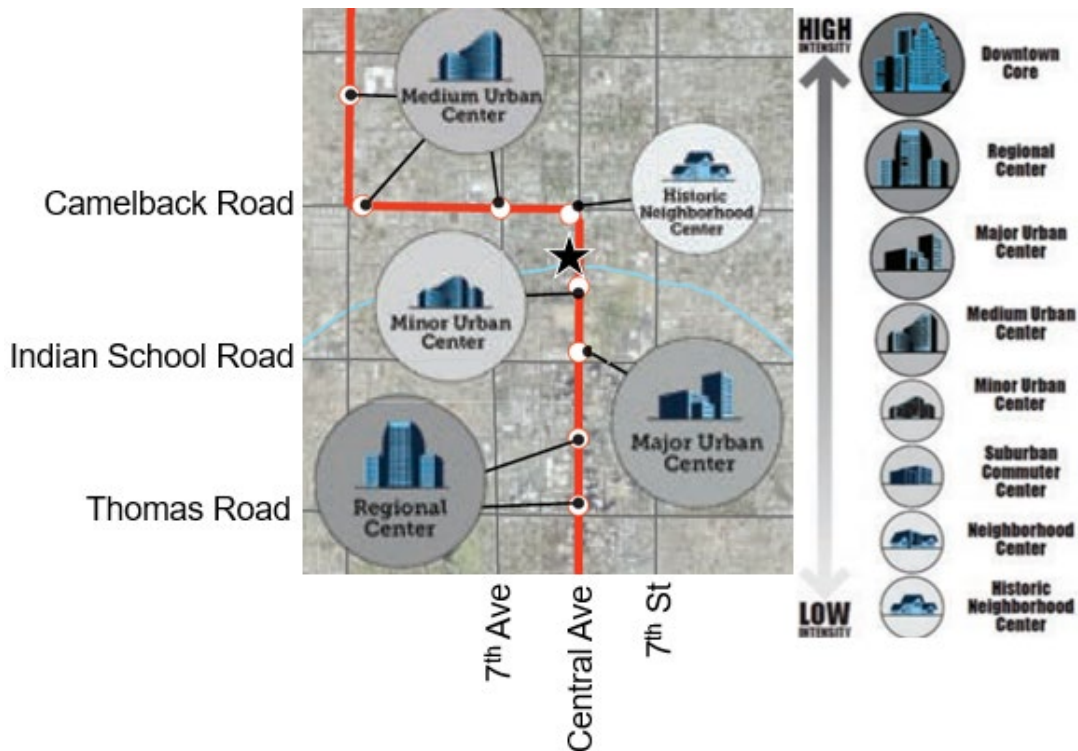 Medium Urban
Center
Camelback Road
Historic
Neighborhood
Center
Minor Urban
Center
Indian School Road
Major Urban
Center
Regional
Center
Thomas Road
7th Ave
Central Ave
7th St
HIGH
INTENSITY
Downtown
Core
Regional
Center
Major Urban
Center
Medium Urban
Center
Minor Urban
Center
Suburban
Commuter
Center
Neighborhood
Center
Historic
Neighborhood
Center
LOW
INTENSITY